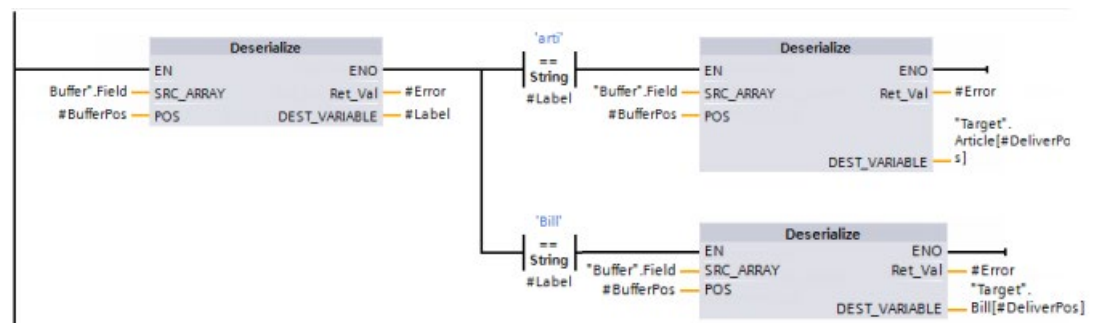 Deserialize
EN ENO
Buffer".Field SRC_ARRAY Ret_Val #Error
#BufferPos POS DEST_VARIABLE #Label
'arti'
==
String
#Label
Deserialize
EN ENO
"Buffer".Field SRC_ARRAY Ret_Val #Error
#BufferPos POS
"Target".
Article[#DeliverPo
DEST_VARIABLE s]
'Bill'
==
String
#Label
Deserialize
EN ENO
"Buffer".Field SRC_ARRAY Ret_Val #Error
#BufferPos POS "Target".
DEST_VARIABLE Bill[#DeliverPos]